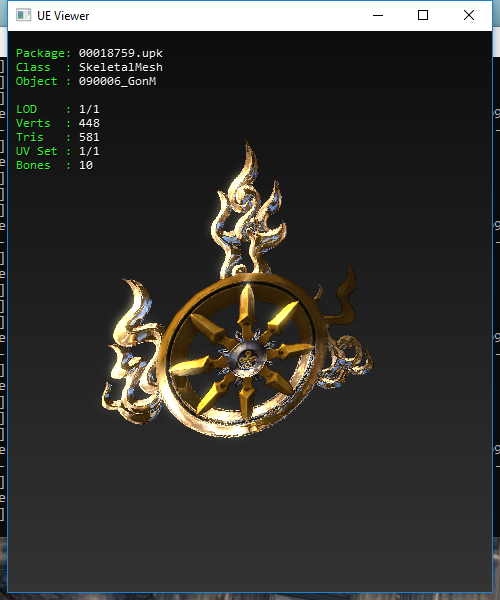 UE Viewer
Package: 00018759.upk
Class  : SkeletalMesh
Object : 090006_GonM
LOD    : 1/1
Verts  : 448
Tris   : 581
UV Set : 1/1
Bones  : 10